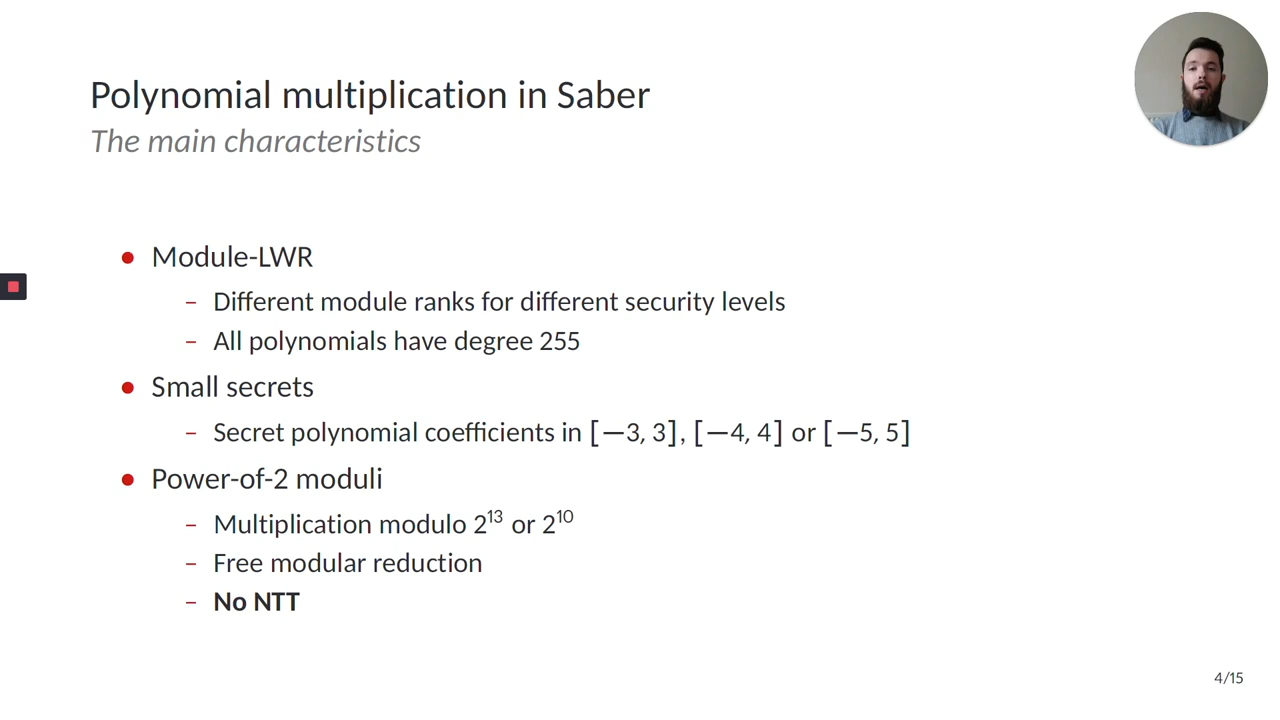 Polynomial multiplication in Saber
The main characteristics
● Module-LWR
– Different module ranks for different security levels
– All polynomials have degree 255
● Small secrets
– Secret polynomial coefficients in [−3, 3], [−4, 4] or [−5, 5]
● Power-of-2 moduli
– Multiplication modulo 2^13 or 2^10
– Free modular reduction
– No NTT
4/15